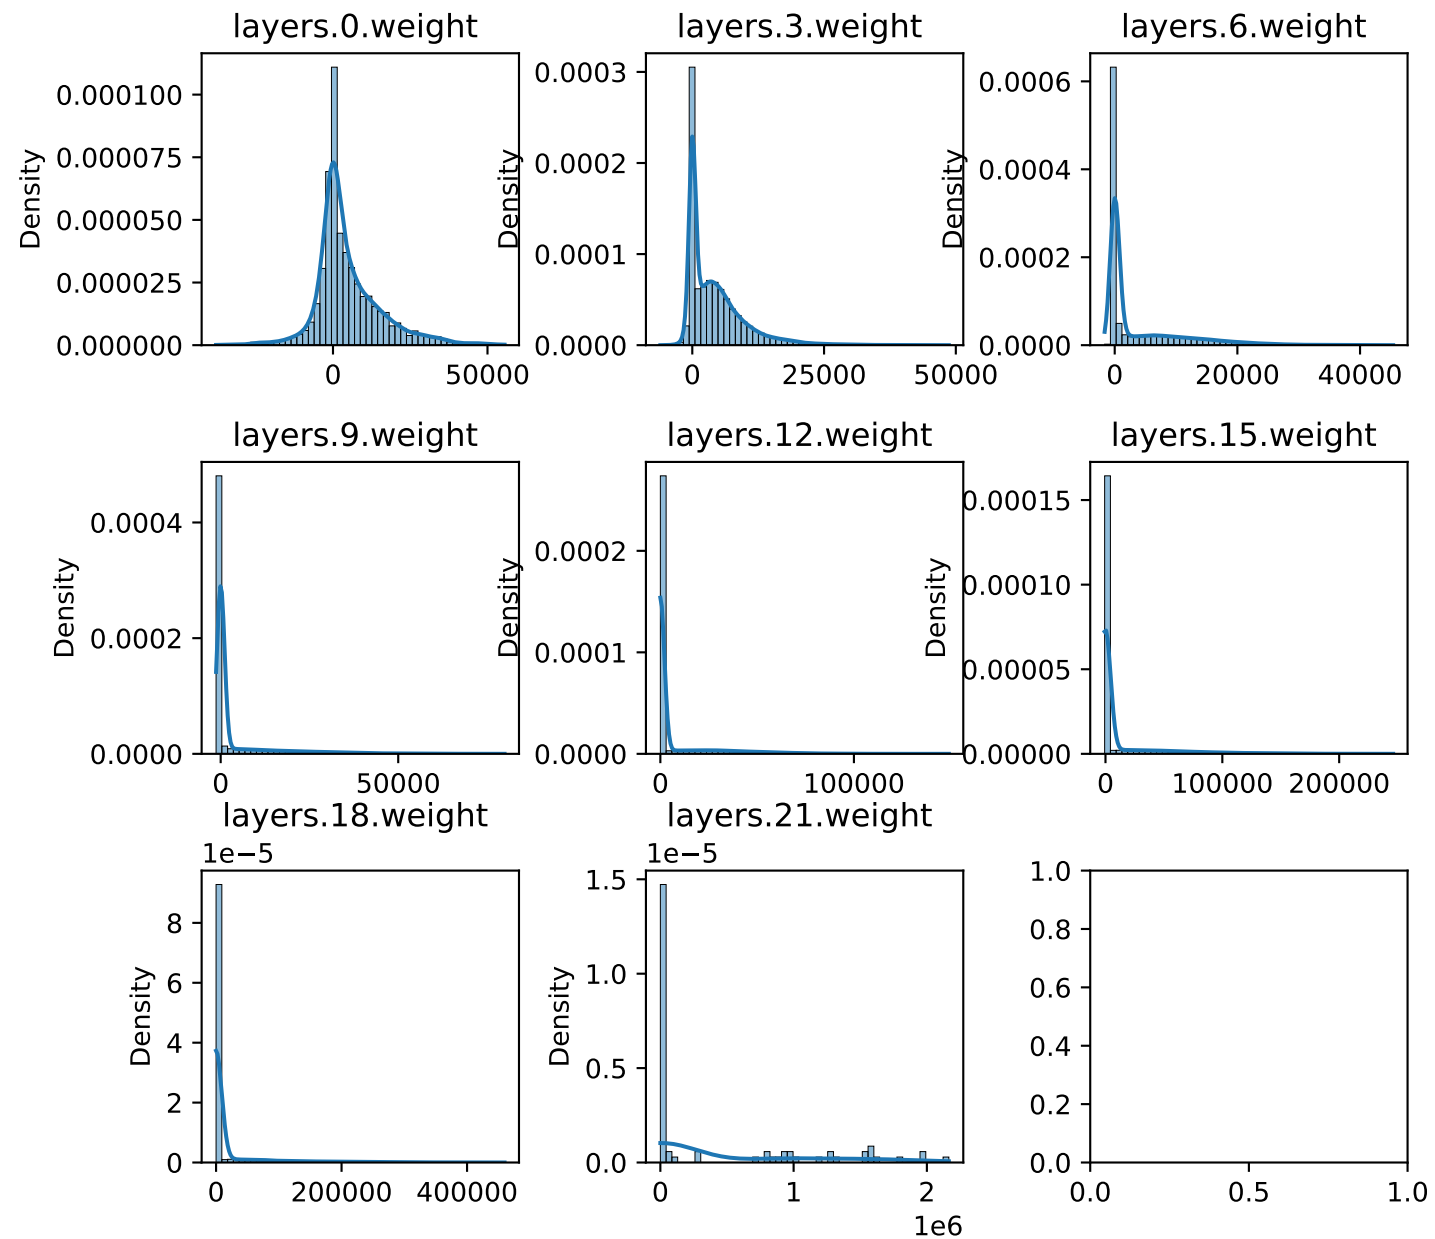 layers.0.weight
Density
0.000100
0.000075
0.000050
0.000025
0.000000
0 50000
layers.3.weight
Density
0.0003
0.0002
0.0001
0.0000
0 25000 50000
layers.6.weight
Density
0.0006
0.0004
0.0002
0.0000
0 20000 40000
layers.9.weight
Density
0.0004
0.0002
0.0000
0 50000
layers.12.weight
Density
0.0002
0.0001
0.0000
0 100000
layers.15.weight
Density
0.00015
0.00010
0.00005
0.00000
0 100000 200000
layers.18.weight
1e−5
Density
8
6
4
2
0
0 200000 400000
layers.21.weight
1e−5
Density
1.5
1.0
0.5
0.0
0 1 2
1e6
1.0
0.8
0.6
0.4
0.2
0.0
0.0 0.5 1.0